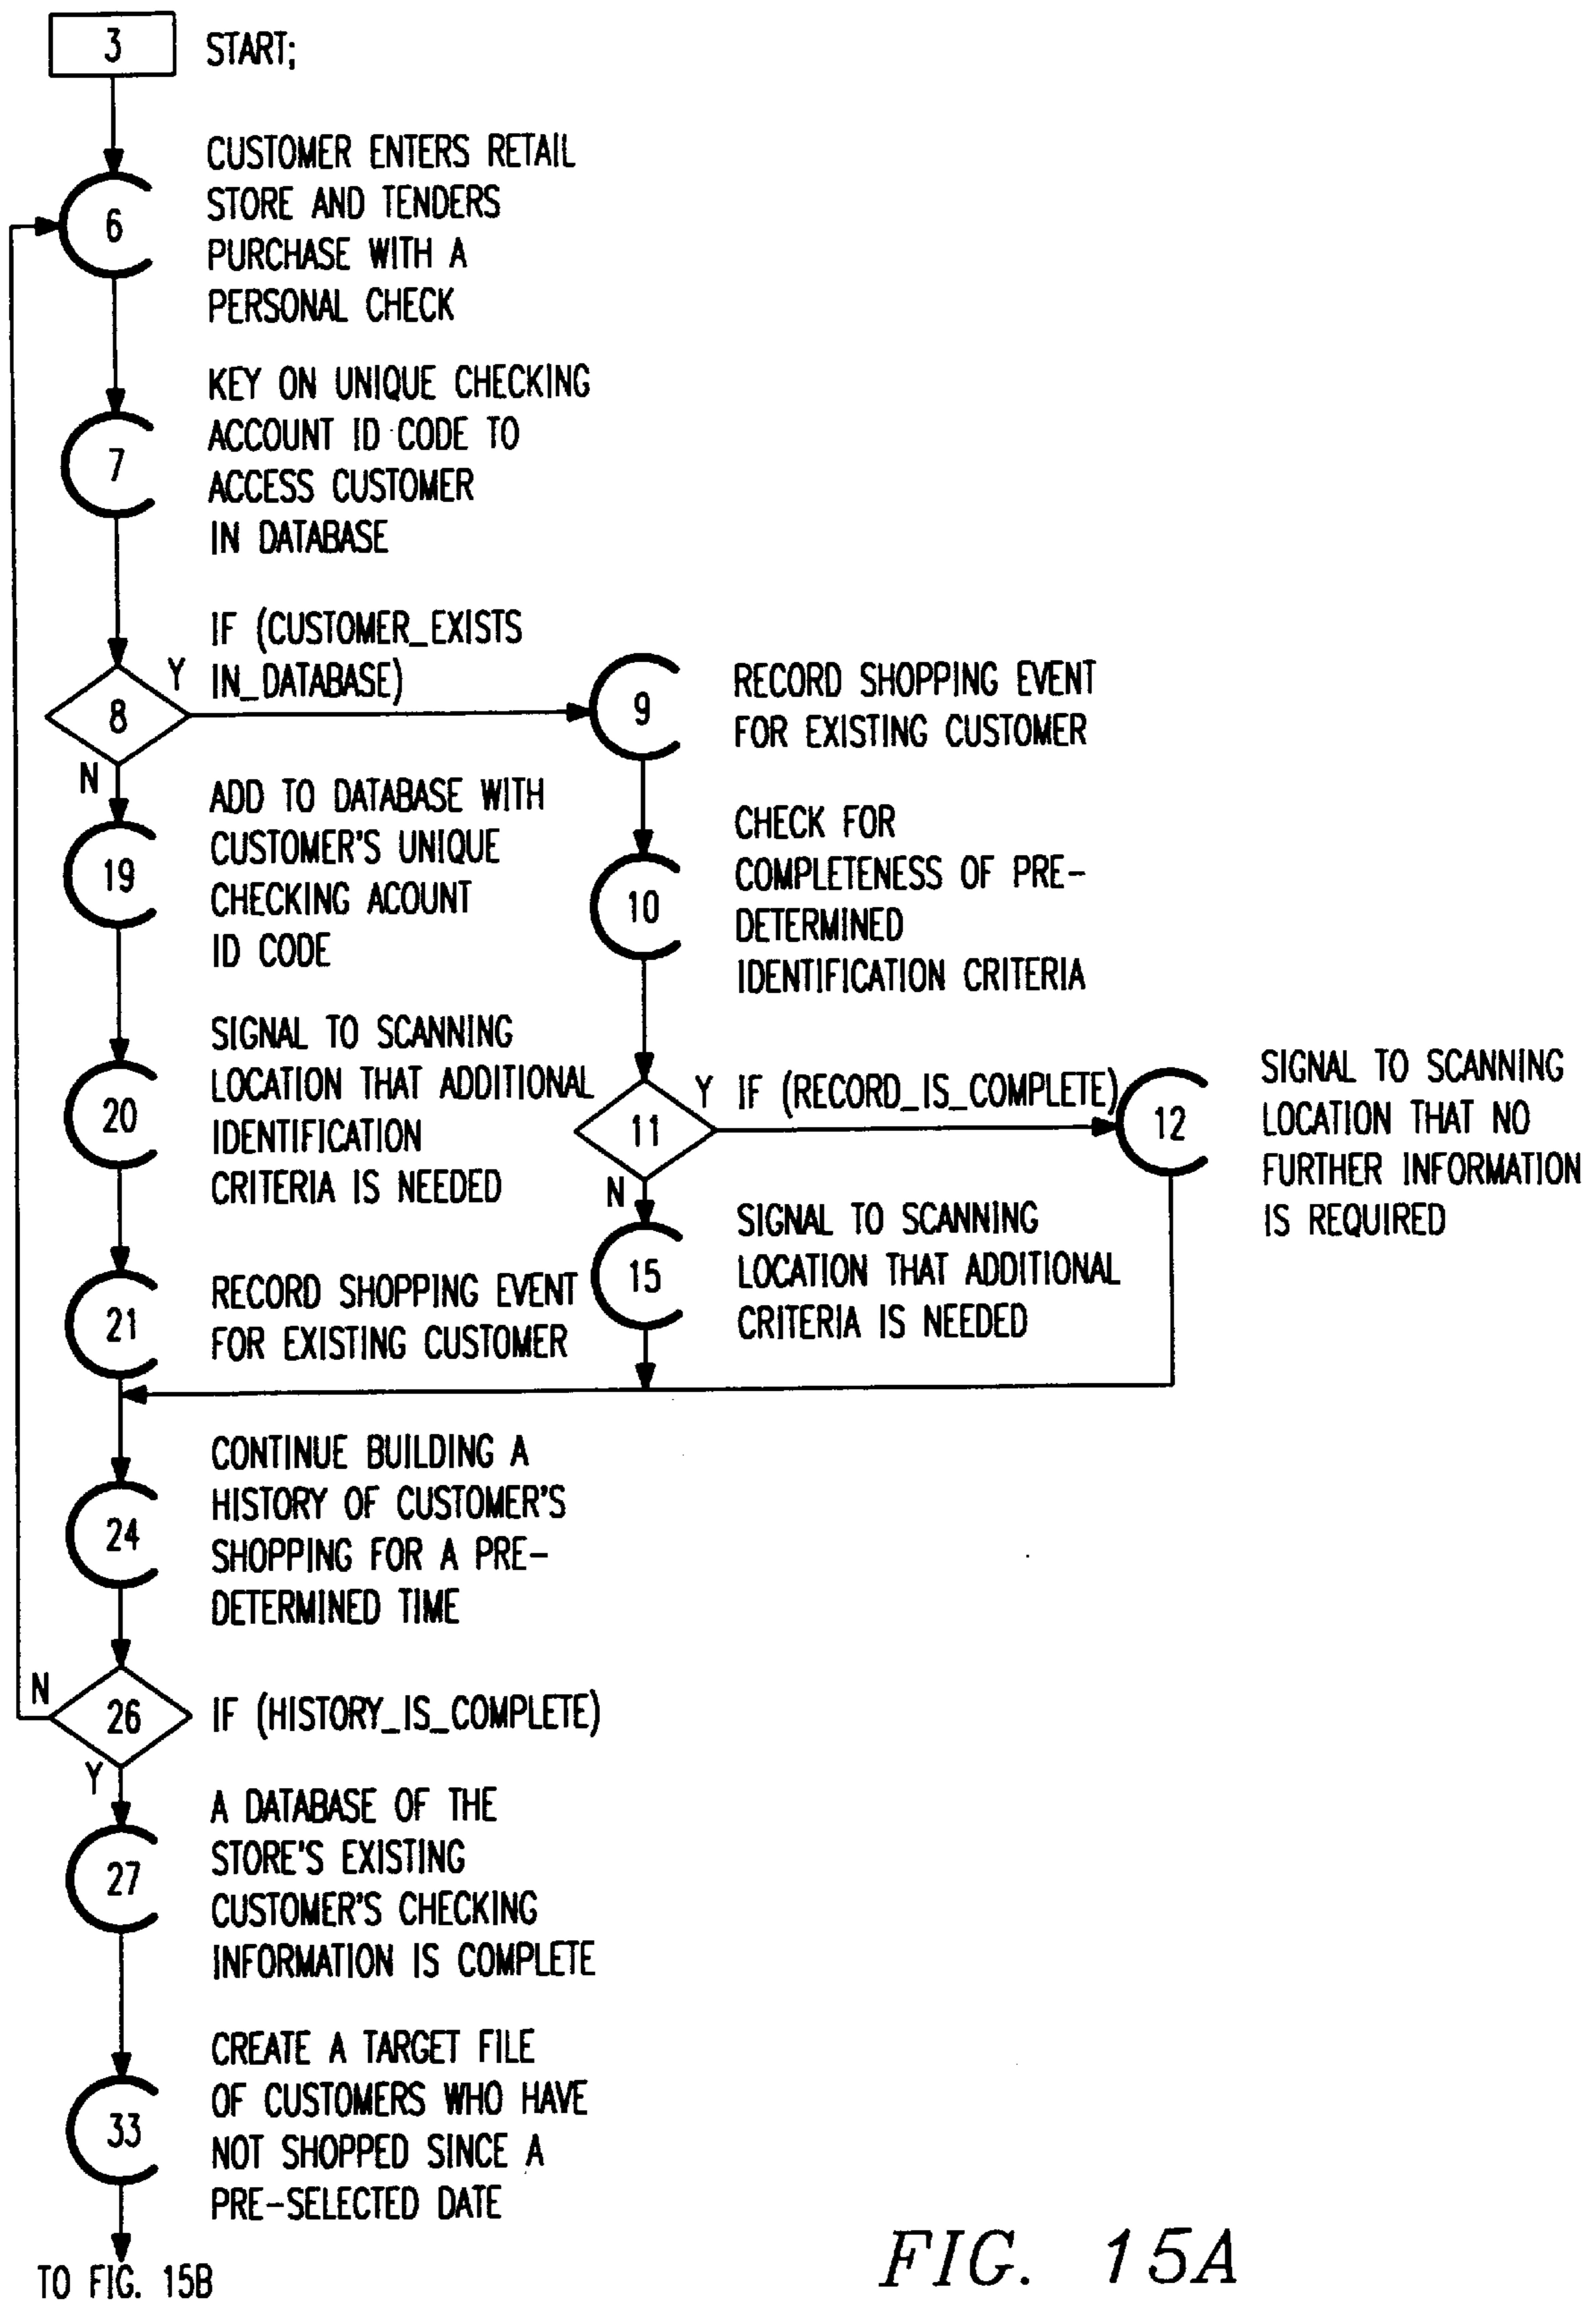 3 START;
6
CUSTOMER ENTERS RETAIL
STORE AND TENDERS
PURCHASE WITH A
PERSONAL CHECK
7
KEY ON UNIQUE CHECKING
ACCOUNT ID CODE TO
ACCESS CUSTOMER
IN DATABASE
8
IF (CUSTOMER_EXISTS
IN_DATABASE)
Y
N
9
RECORD SHOPPING EVENT
FOR EXISTING CUSTOMER
19
ADD TO DATABASE WITH
CUSTOMER'S UNIQUE
CHECKING ACOUNT
ID CODE
10
CHECK FOR
COMPLETENESS OF PRE-
DETERMINED
IDENTIFICATION CRITERIA
20
SIGNAL TO SCANNING
LOCATION THAT ADDITIONAL
IDENTIFICATION
CRITERIA IS NEEDED
11
Y IF (RECORD_IS_COMPLETE)
N
12
SIGNAL TO SCANNING
LOCATION THAT NO
FURTHER INFORMATION
IS REQUIRED
15
SIGNAL TO SCANNING
LOCATION THAT ADDITIONAL
CRITERIA IS NEEDED
21
RECORD SHOPPING EVENT
FOR EXISTING CUSTOMER
24
CONTINUE BUILDING A
HISTORY OF CUSTOMER'S
SHOPPING FOR A PRE-
DETERMINED TIME
N
26 IF (HISTORY_IS_COMPLETE)
Y
27
A DATABASE OF THE
STORE'S EXISTING
CUSTOMER'S CHECKING
INFORMATION IS COMPLETE
33
CREATE A TARGET FILE
OF CUSTOMERS WHO HAVE
NOT SHOPPED SINCE A
PRE-SELECTED DATE
TO FIG. 15B
FIG. 15A